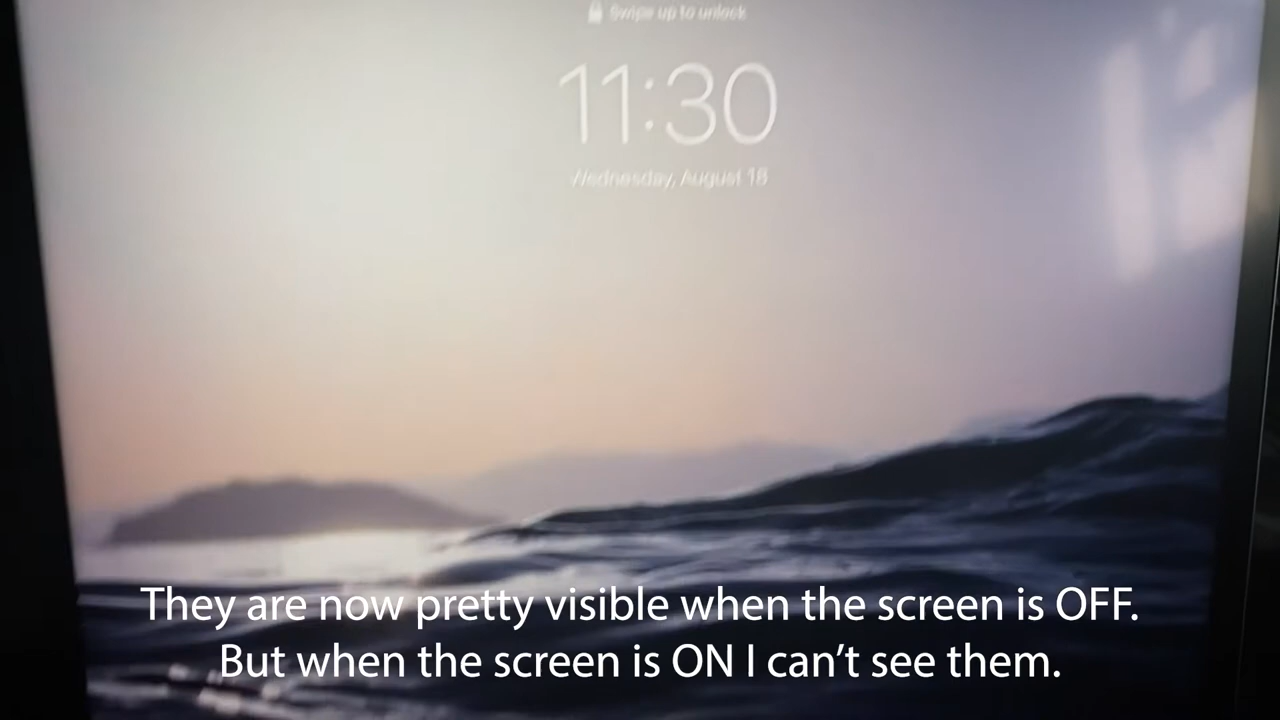 Swipe up to unlock
11:30
Wednesday, August 18
They are now pretty visible when the screen is OFF.
But when the screen is ON I can't see them.